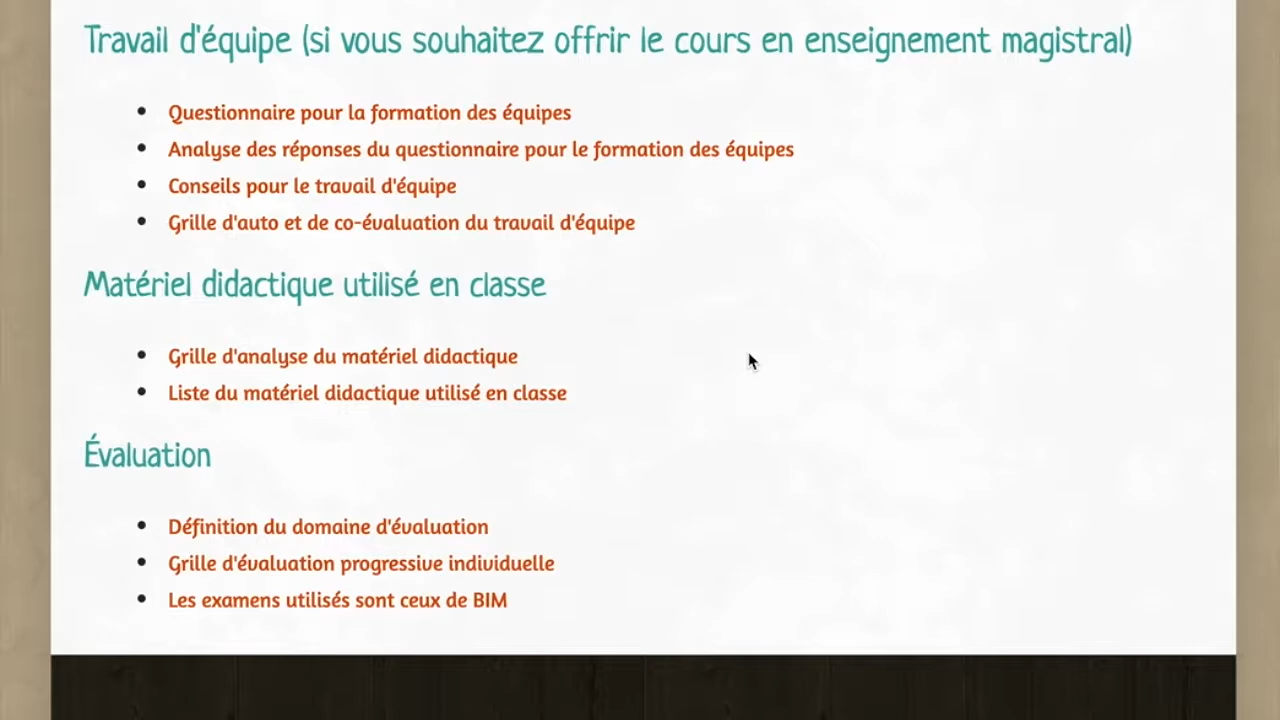 Travail d'équipe (si vous souhaitez offrir le cours en enseignement magistral)
Questionnaire pour la formation des équipes
Analyse des réponses du questionnaire pour le formation des équipes
Conseils pour le travail d'équipe
Grille d'auto et de co-évaluation du travail d'équipe
Matériel didactique utilisé en classe
Grille d'analyse du matériel didactique
Liste du matériel didactique utilisé en classe
Évaluation
Définition du domaine d'évaluation
Grille d'évaluation progressive individuelle
Les examens utilisés sont ceux de BIM